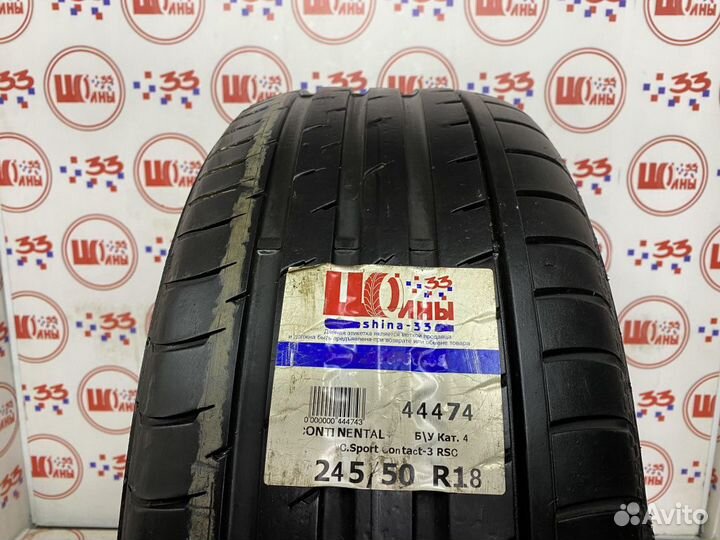 ШИНЫ 33
shina-33
Данная этикетка является меткой продавца
и должна быть предъявлена при возврате или обмене товара
44474
0 000000 444743
CONTINENTAL
Б\У Кат. 4
C.Sport Contact-3 RSC
245/50 R18
Avito